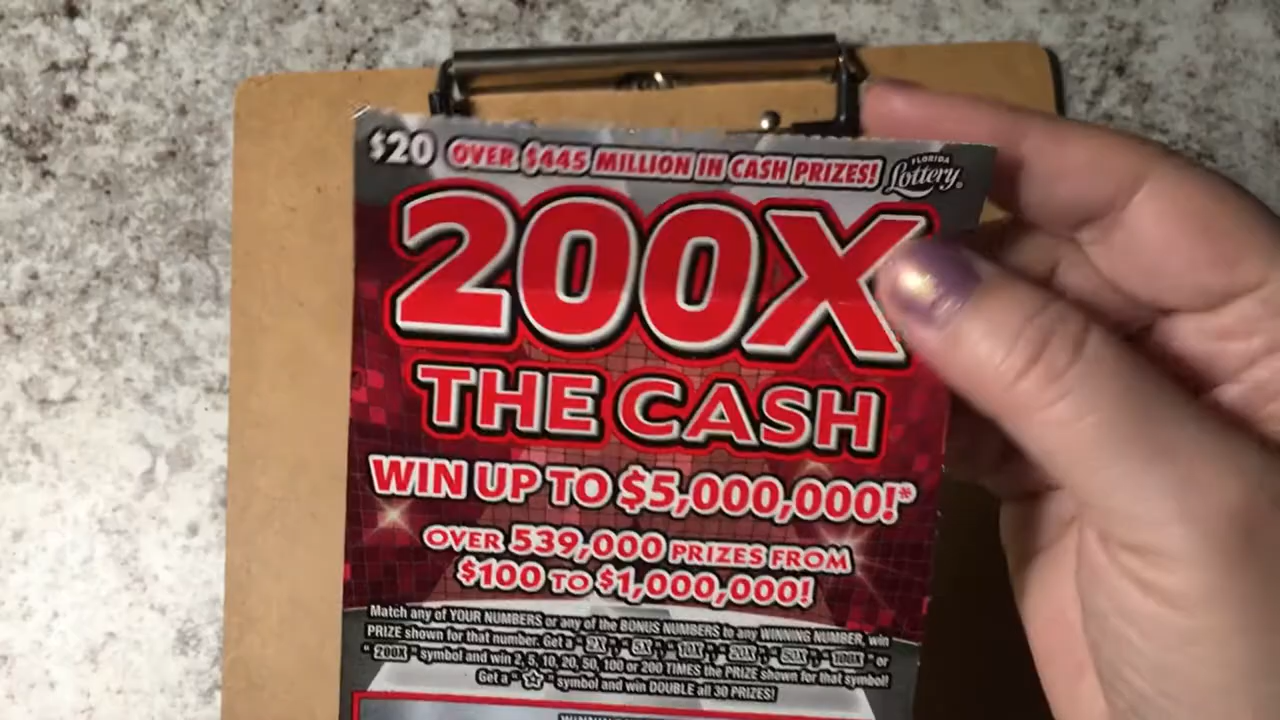 $20 OVER $445 MILLION IN CASH PRIZES! FLORIDA Lottery®
200X
THE CASH
WIN UP TO $5,000,000!*
OVER 539,000 PRIZES FROM
$100 TO $1,000,000!
Match any of YOUR NUMBERS or any of the BONUS NUMBERS to any WINNING NUMBER, win
PRIZE shown for that number. Get a "2X", "5X", "10X", "20X", "50X", "100X" or
"200X" symbol and win 2, 5, 10, 20, 50, 100 or 200 TIMES the PRIZE shown for that symbol!
Get a "☆" symbol and win DOUBLE all 30 PRIZES!